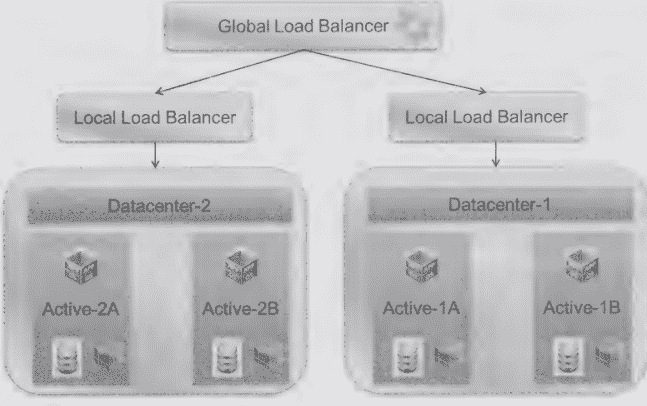 Global Load Balancer
Local Load Balancer
Local Load Balancer
Datacenter-2
Datacenter-1
Active-2A
Active-2B
Active-1A
Active-1B